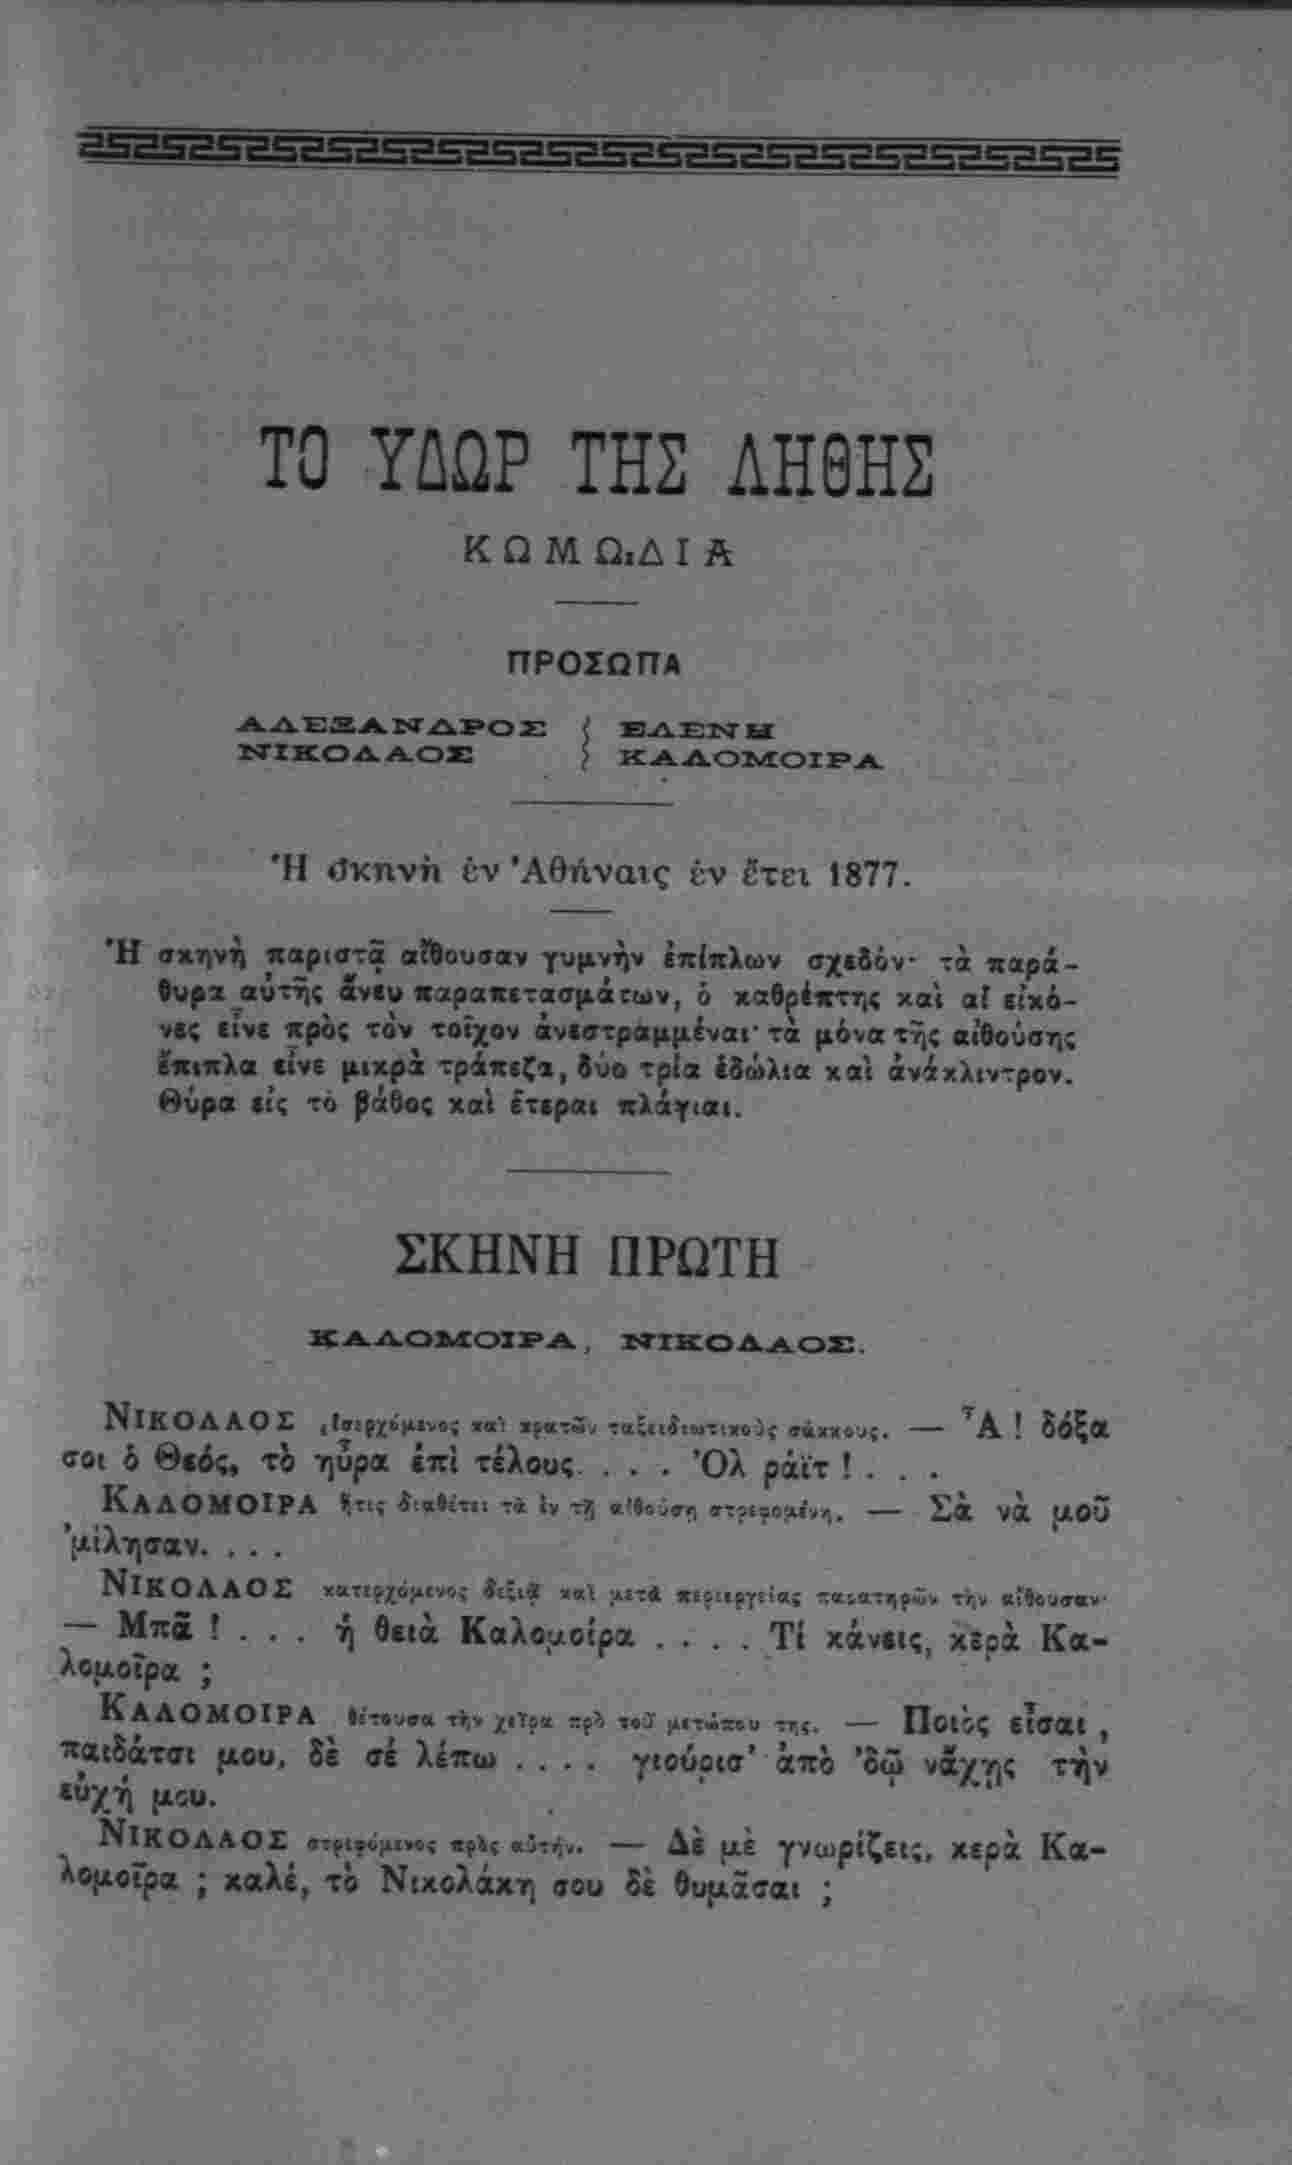 ΤΟ ΥΔΩΡ ΤΗΣ ΛΗΘΗΣ
ΚΩΜΩιΔΙΑ
ΠΡΟΣΩΠΑ
ΑΛΕΞΑΝΔΡΟΣ ΕΛΕΝΗ
ΝΙΚΟΛΑΟΣ ΚΑΛΟΜΟΙΡΑ
Ἡ σκηνὴ ἐν Ἀθήναις ἐν ἔτει 1877.
Ἡ σκηνὴ παριστᾷ αἴθουσαν γυμνὴν ἐπίπλων σχεδόν· τὰ παρά-
θυρα αὐτῆς ἄνευ παραπετασμάτων, ὁ καθρέπτης καὶ αἱ εἰκό-
νες εἶνε πρὸς τὸν τοῖχον ἀνεστραμμέναι· τὰ μόνα τῆς αἰθούσης
ἔπιπλα εἶνε μικρὰ τράπεζα, δύο τρία ἑδώλια καὶ ἀνάκλιντρον.
Θύρα εἰς τὸ βάθος καὶ ἕτεραι πλάγιαι.
ΣΚΗΝΗ ΠΡΩΤΗ
ΚΑΛΟΜΟΙΡΑ, ΝΙΚΟΛΑΟΣ.
ΝΙΚΟΛΑΟΣ εἰσερχόμενος καὶ κρατῶν ταξειδιωτικοὺς σάκκους. — Ἆ ! δόξα
σοι ὁ Θεός, τὸ ηὗρα ἐπὶ τέλους. . . . Ὀλ ράϊτ ! . . .
ΚΑΛΟΜΟΙΡΑ ἥτις διαθέτει τὰ ἐν τῇ αἰθούσῃ στρεφομένη. — Σὰ νὰ μοῦ
'μίλησαν. . . .
ΝΙΚΟΛΑΟΣ κατερχόμενος δεξιᾷ καὶ μετὰ περιεργείας παρατηρῶν τὴν αἴθουσαν·
— Μπᾶ ! . . . ἡ θειὰ Καλομοίρα . . . . Τί κάνεις, κερὰ Κα-
λομοῖρα ;
ΚΑΛΟΜΟΙΡΑ θέτουσα τὴν χεῖρα πρὸ τοῦ μετώπου της. — Ποιὸς εἶσαι ,
παιδάτσι μου, δὲ σέ λέπω . . . . γιούρισ' ἀπὸ 'δῷ νἄχῃς τὴν
εὐχή μου.
ΝΙΚΟΛΑΟΣ στρεφόμενος πρὸς αὐτήν. — Δὲ μὲ γνωρίζεις, κερὰ Κα-
λομοῖρα ; καλέ, τὸ Νικολάκη σου δὲ θυμᾶσαι ;